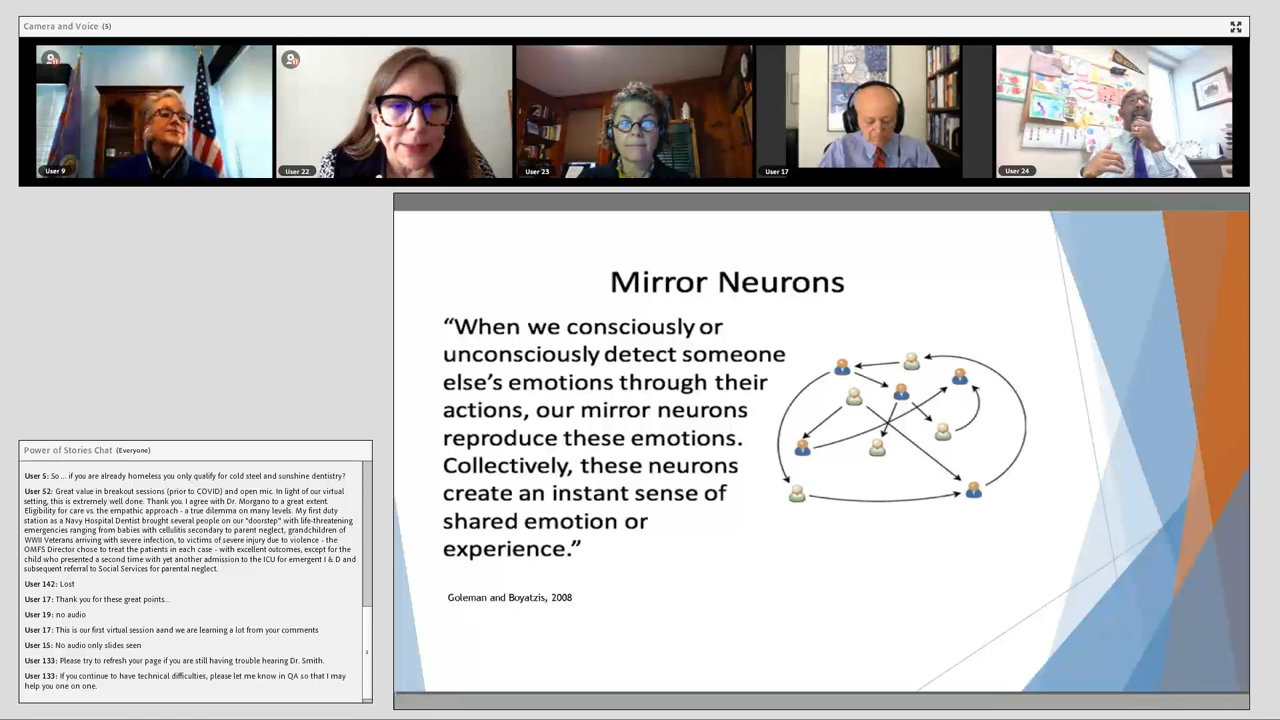 Camera and Voice (5)
User 9
User 22
User 23
User 17
User 24
Mirror Neurons
“When we consciously or
unconsciously detect someone
else’s emotions through their
actions, our mirror neurons
reproduce these emotions.
Collectively, these neurons
create an instant sense of
shared emotion or
experience.”
Goleman and Boyatzis, 2008
Power of Stories Chat (Everyone)
User 5: So ... if you are already homeless you only qualify for cold steel and sunshine dentistry?
User 52: Great value in breakout sessions (prior to COVID) and open mic. In light of our virtual
setting, this is extremely well done. Thank you. I agree with Dr. Morgano to a great extent.
Eligibility for care vs. the empathic approach - a true dilemma on many levels. My first duty
station as a Navy Hospital Dentist brought several people on our "doorstep" with life-threatening
emergencies ranging from babies with cellulitis secondary to parent neglect, grandchildren of
WWII Veterans arriving with severe infection, to victims of severe injury due to violence - the
OMFS Director chose to treat the patients in each case - with excellent outcomes, except for the
child who presented a second time with yet another admission to the ICU for emergent I & D and
subsequent referral to Social Services for parental neglect.
User 142: Lost
User 17: Thank you for these great points...
User 19: no audio
User 17: This is our first virtual session aand we are learning a lot from your comments
User 15: No audio only slides seen
User 133: Please try to refresh your page if you are still having trouble hearing Dr. Smith.
User 133: If you continue to have technical difficulties, please let me know in QA so that I may
help you one on one.